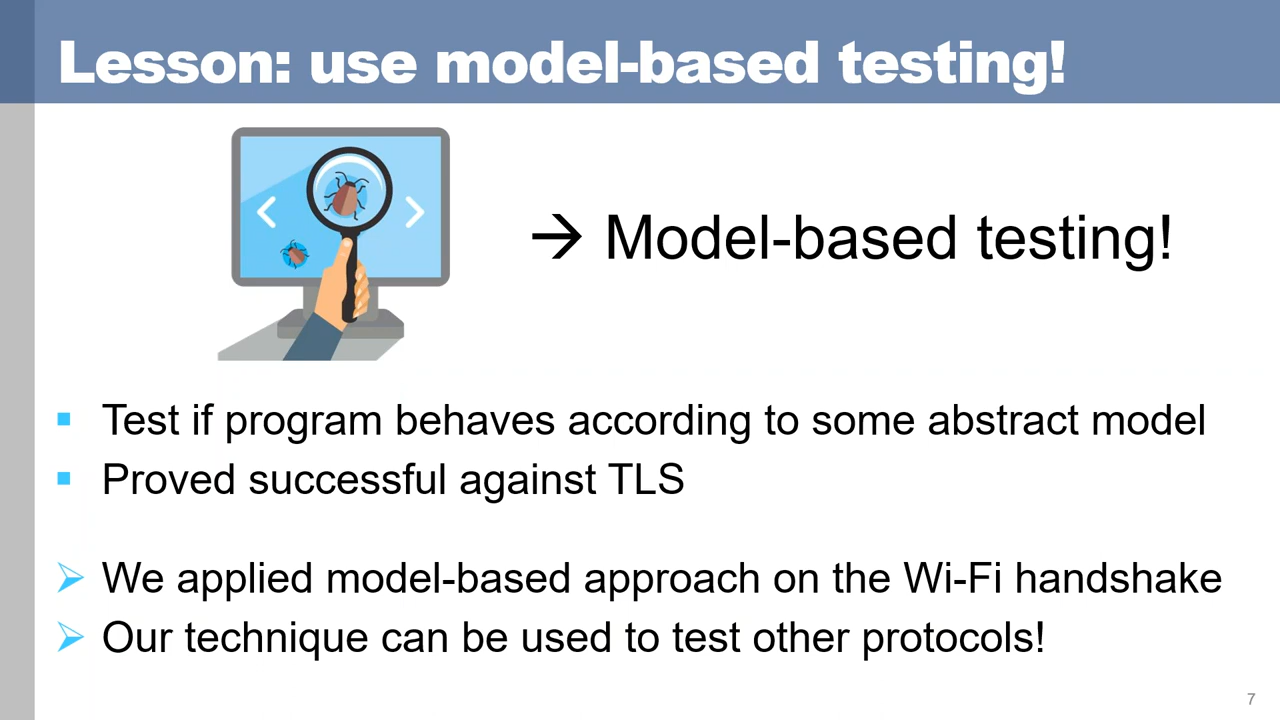 Lesson: use model-based testing!
→ Model-based testing!
▪ Test if program behaves according to some abstract model
▪ Proved successful against TLS
➢ We applied model-based approach on the Wi-Fi handshake
➢ Our technique can be used to test other protocols!
7